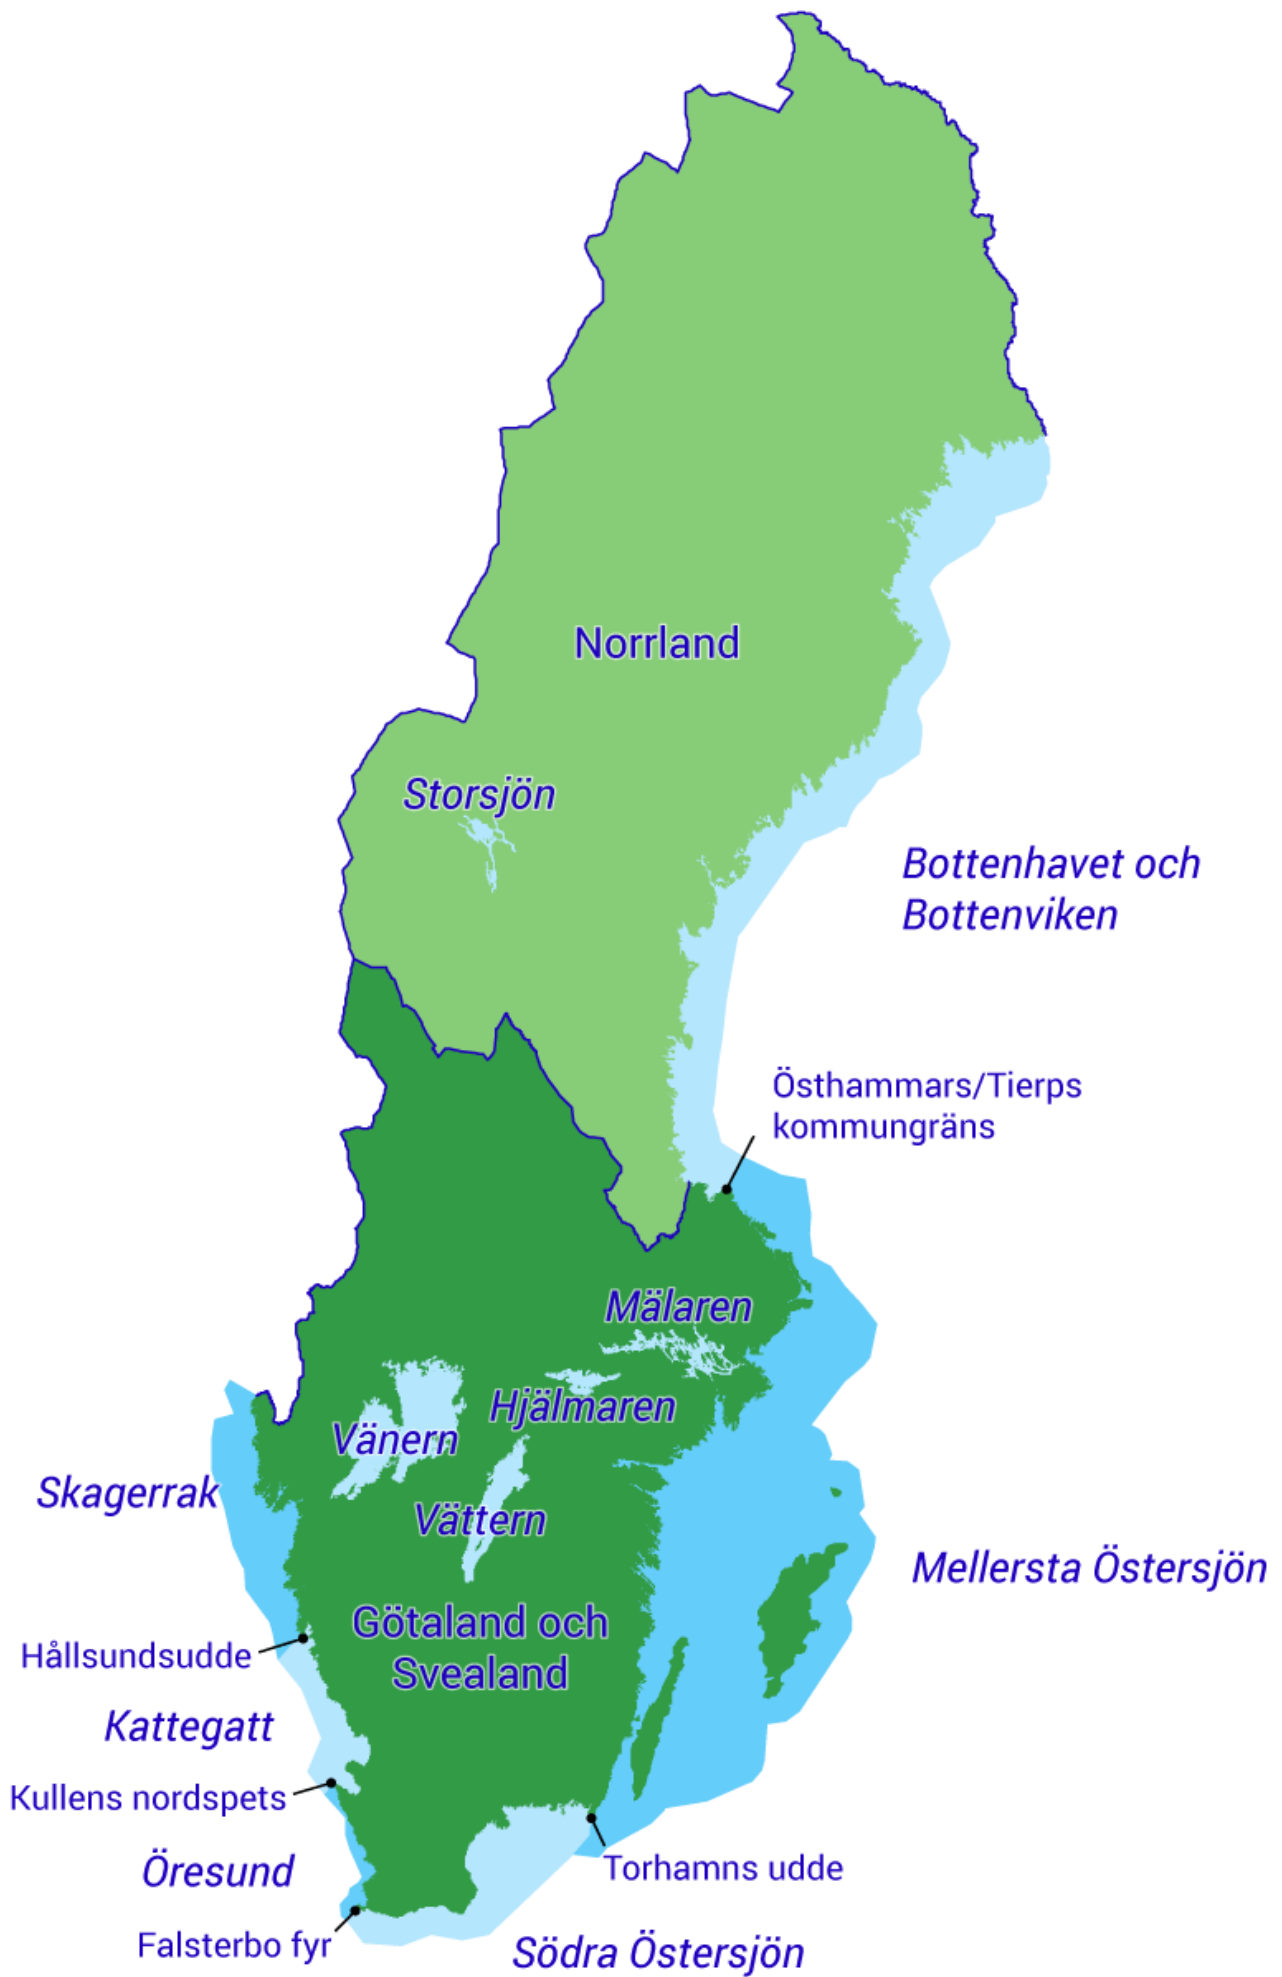 Norrland
Storsjön
Bottenhavet och
Bottenviken
Östhammars/Tierps
kommungräns
Mälaren
Hjälmaren
Vänern
Skagerrak
Vättern
Mellersta Östersjön
Götaland och
Svealand
Hållsundsudde
Kattegatt
Kullens nordspets
Öresund
Torhamns udde
Falsterbo fyr
Södra Östersjön